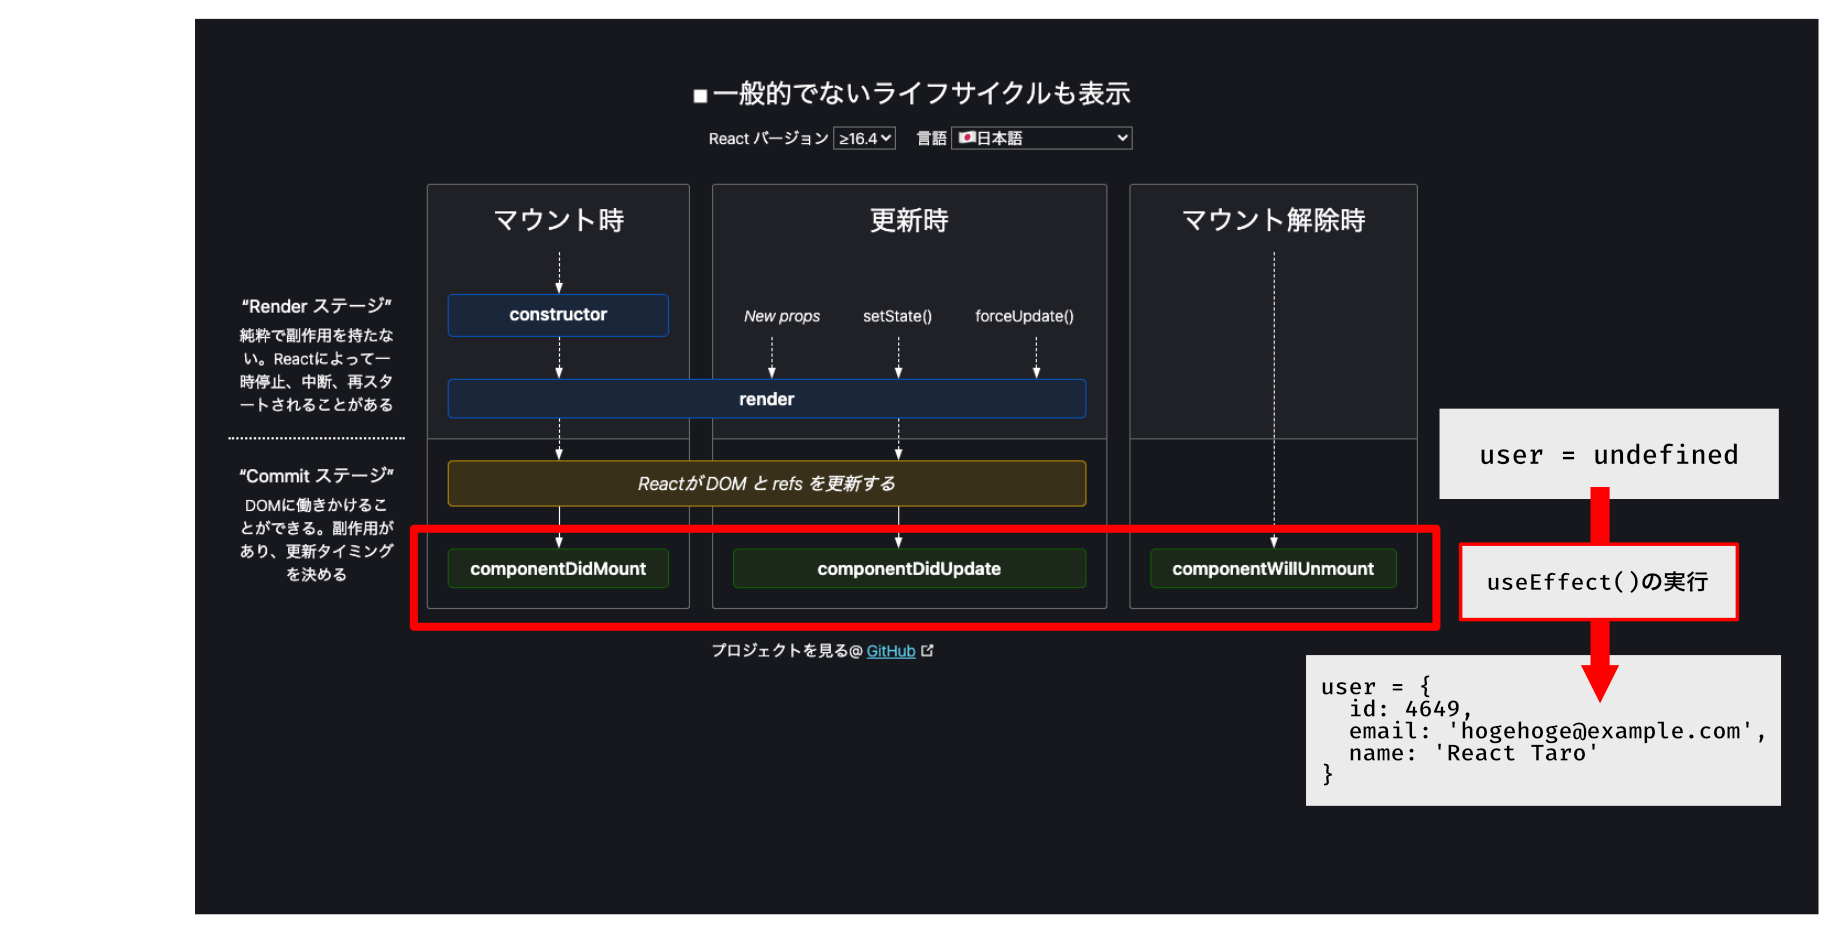 一般的でないライフサイクルも表示
React バージョン ≥16.4 言語 日本語
マウント時
更新時
マウント解除時
“Render ステージ”
純粋で副作用を持たな
い。Reactによって一
時停止、中断、再スタ
ートされることがある
constructor
New props
setState()
forceUpdate()
render
“Commit ステージ”
DOMに働きかけるこ
とができる。副作用が
あり、更新タイミング
を決める
ReactがDOM と refs を更新する
componentDidMount
componentDidUpdate
componentWillUnmount
プロジェクトを見る@ GitHub
user = undefined
useEffect()の実行
user = {
id: 4649,
email: 'hogehoge@example.com',
name: 'React Taro'
}